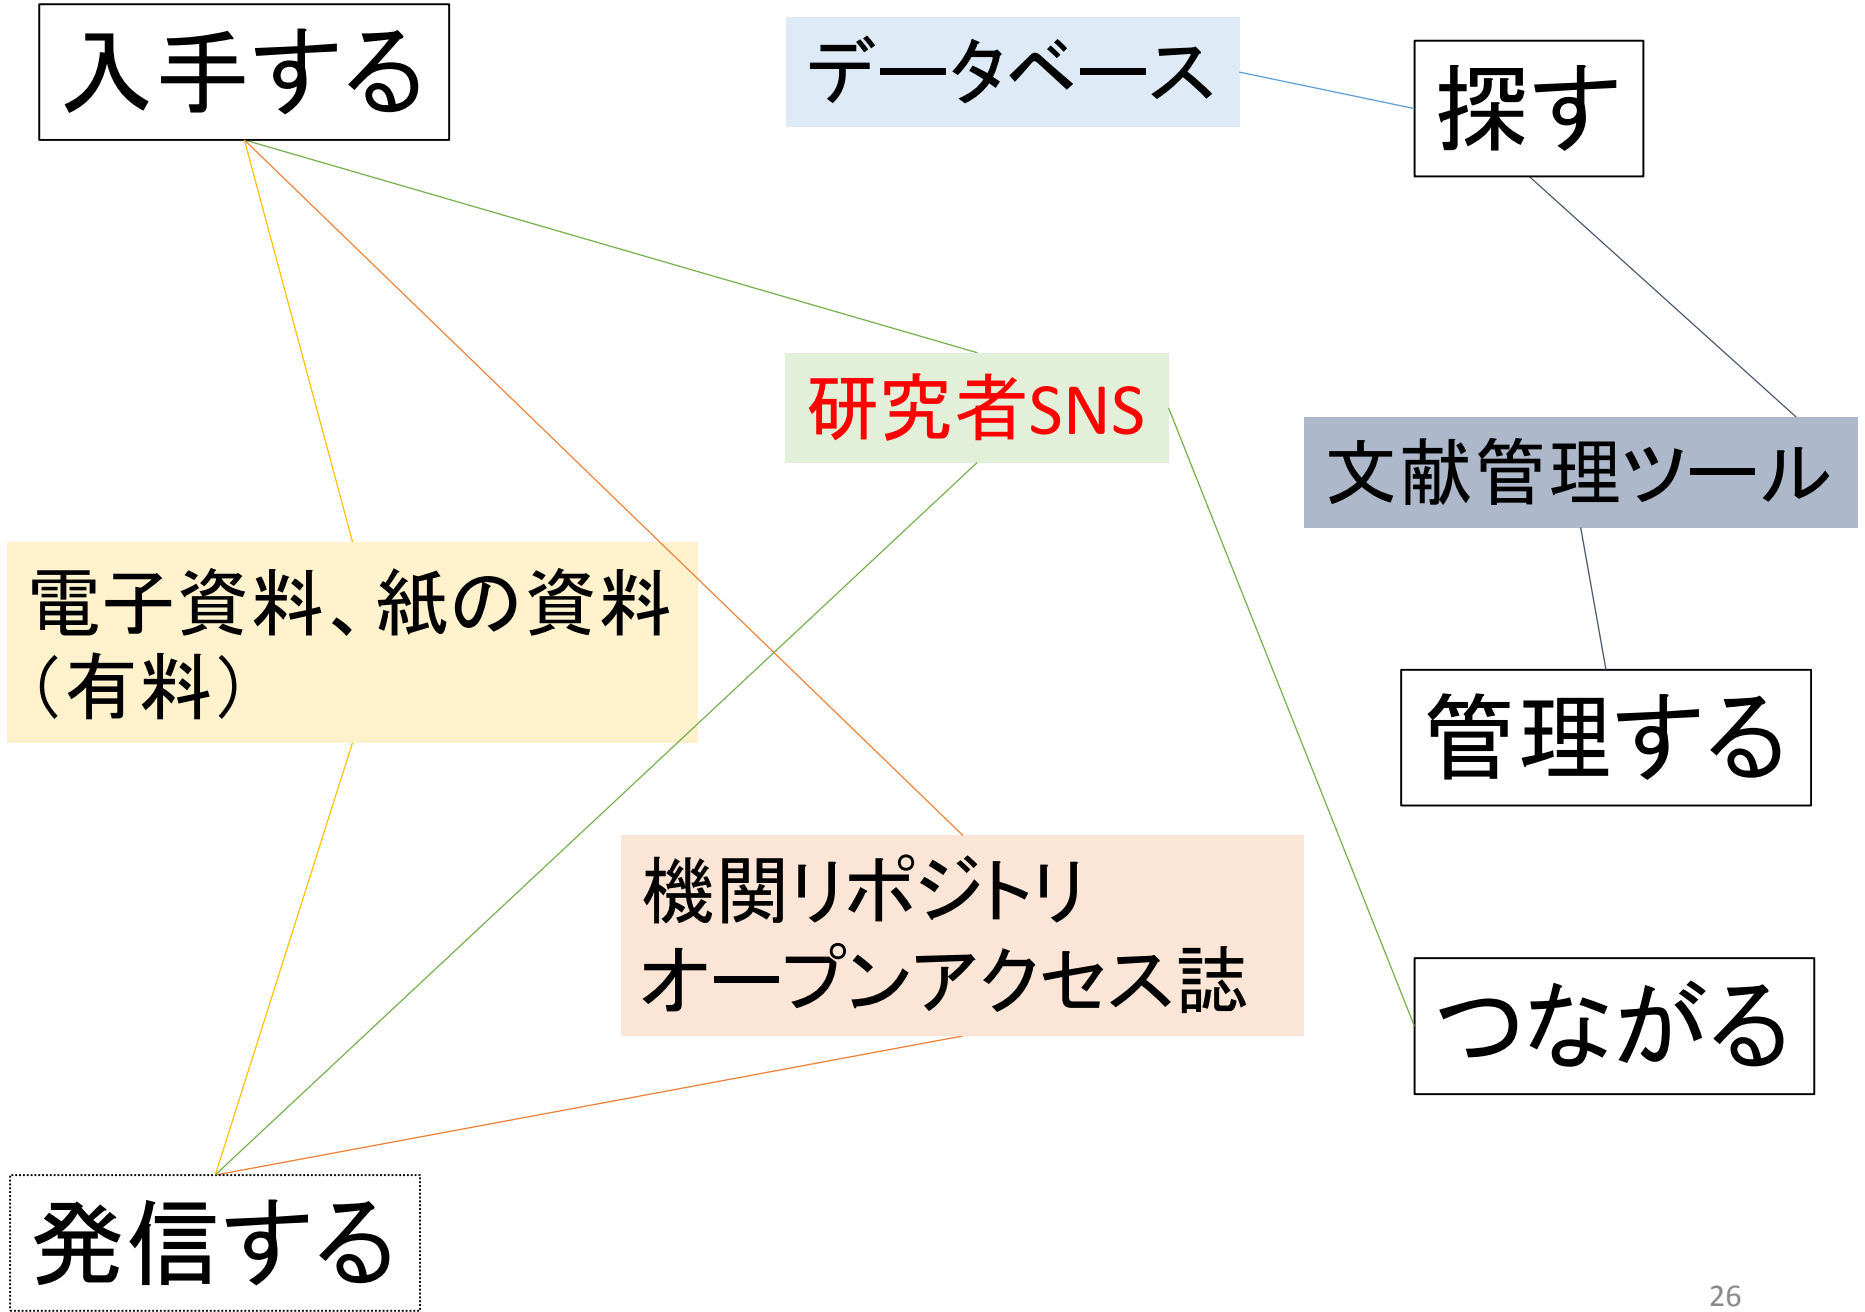 入手する
データベース
探す
研究者SNS
文献管理ツール
電子資料、紙の資料
（有料）
管理する
機関リポジトリ
オープンアクセス誌
つながる
発信する
26